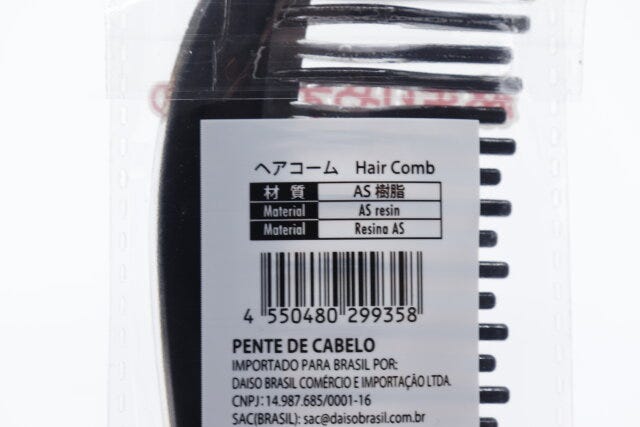 ヘアコーム Hair Comb
材質 AS樹脂
Material AS resin
Material Resina AS
4 550480 299358
PENTE DE CABELO
IMPORTADO PARA BRASIL POR:
DAISO BRASIL COMÉRCIO E IMPORTAÇÃO LTDA.
CNPJ: 14.987.685/0001-16
SAC(BRASIL): sac@daisobrasil.com.br